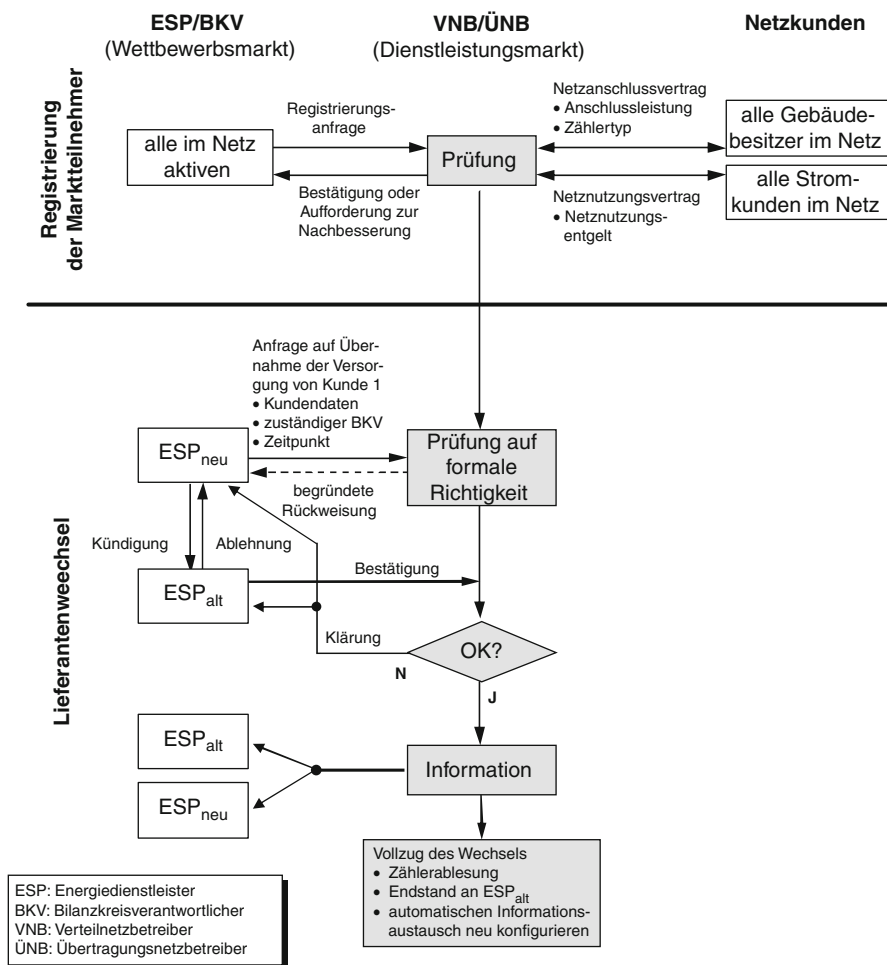 ESP/BKV
(Wettbewerbsmarkt)
VNB/ÜNB
(Dienstleistungsmarkt)
Netzkunden
Registrierung
der Marktteilnehmer
alle im Netz
aktiven
Registrierungs-
anfrage
Bestätigung oder
Aufforderung zur
Nachbesserung
Prüfung
Netzanschlussvertrag
• Anschlussleistung
• Zählertyp
Netznutzungsvertrag
• Netznutzungs-
entgelt
alle Gebäude-
besitzer im Netz
alle Strom-
kunden im Netz
Lieferantenweechsel
Anfrage auf Über-
nahme der Versor-
gung von Kunde 1
• Kundendaten
• zuständiger BKV
• Zeitpunkt
ESPneu
begründete
Rückweisung
Prüfung auf
formale
Richtigkeit
Kündigung
Ablehnung
ESPalt
Bestätigung
Klärung
OK?
N
J
ESPalt
ESPneu
Information
Vollzug des Wechsels
• Zählerablesung
• Endstand an ESPalt
• automatischen Informations-
austausch neu konfigurieren
ESP: Energiedienstleister
BKV: Bilanzkreisverantwortlicher
VNB: Verteilnetzbetreiber
ÜNB: Übertragungsnetzbetreiber